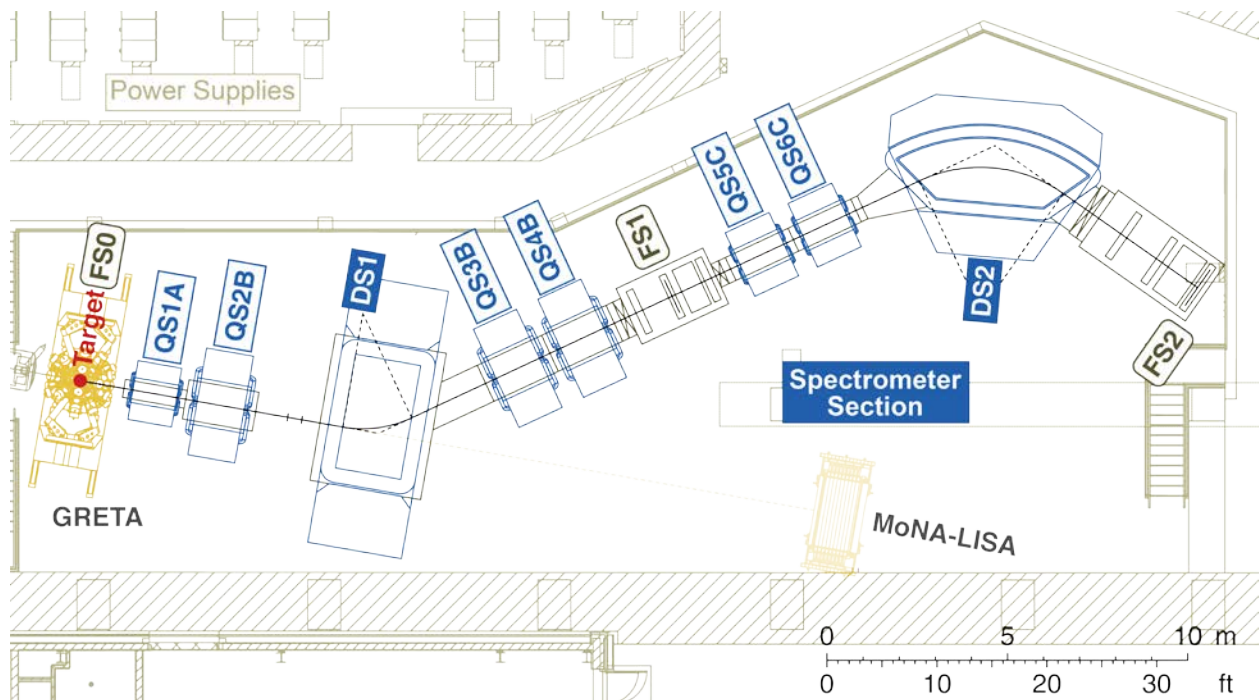 Power Supplies
FS0
Target
QS1A
QS2B
DS1
QS3B
QS4B
FS1
QS5C
QS6C
DS2
FS2
Spectrometer
Section
GRETA
MoNA-LISA
0 5 10 m
0 10 20 30 ft